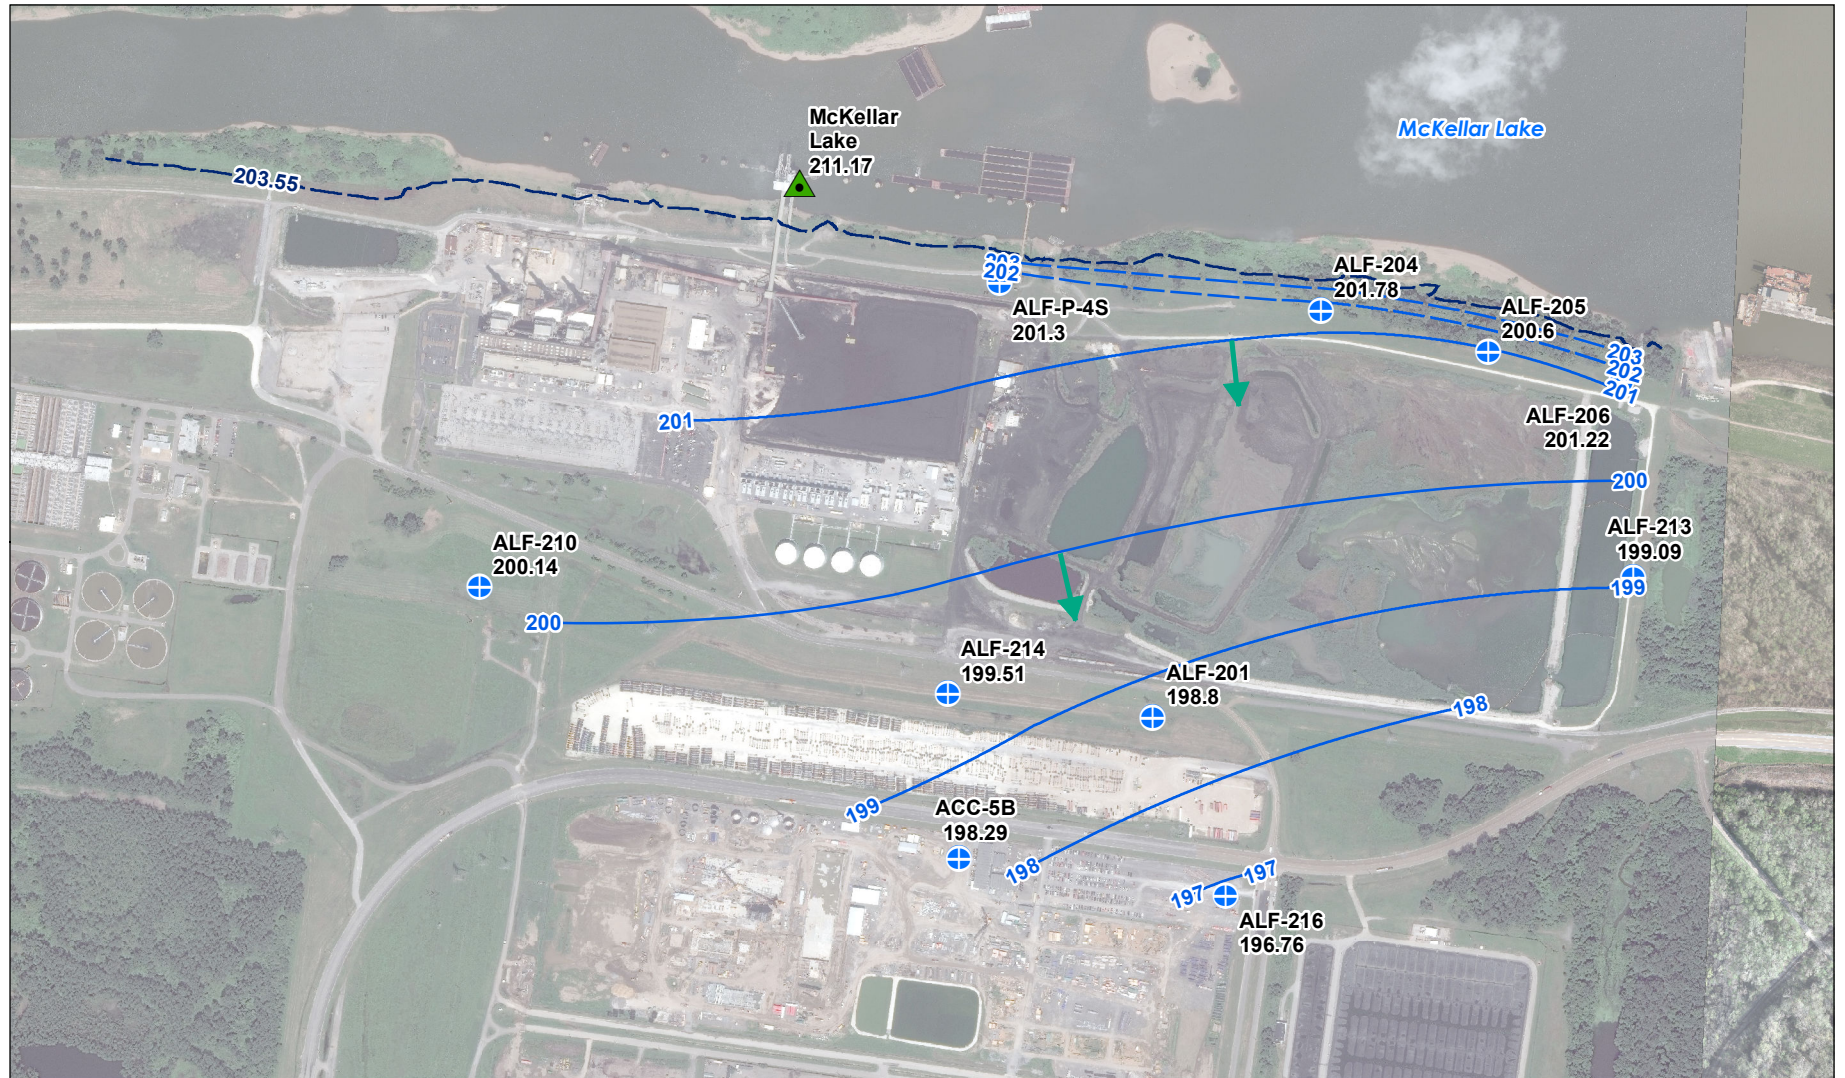 McKellar
Lake
211.17
McKellar Lake
203.55
203
202
ALF-204
201.78
ALF-P-4S
201.3
ALF-205
200.6
203
202
201
201
ALF-206
201.22
200
ALF-210
200.14
ALF-213
199.09
199
200
ALF-214
199.51
ALF-201
198.8
198
199
ACC-5B
198.29
198
197
197
ALF-216
196.76